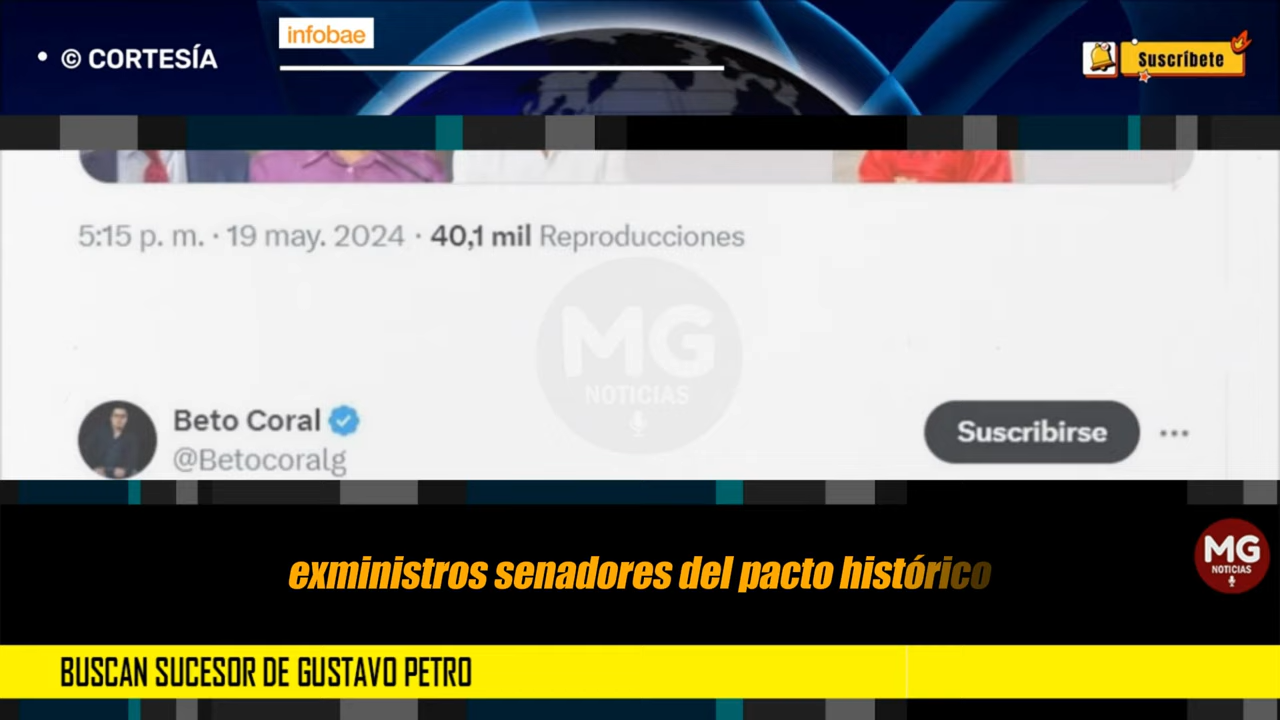 • © CORTESÍA
infobae
Suscríbete
5:15 p. m. · 19 may. 2024 · 40,1 mil Reproducciones
MG
NOTICIAS
Beto Coral
@Betocoralg
Suscribirse
exministros senadores del pacto histórico
MG
NOTICIAS
BUSCAN SUCESOR DE GUSTAVO PETRO